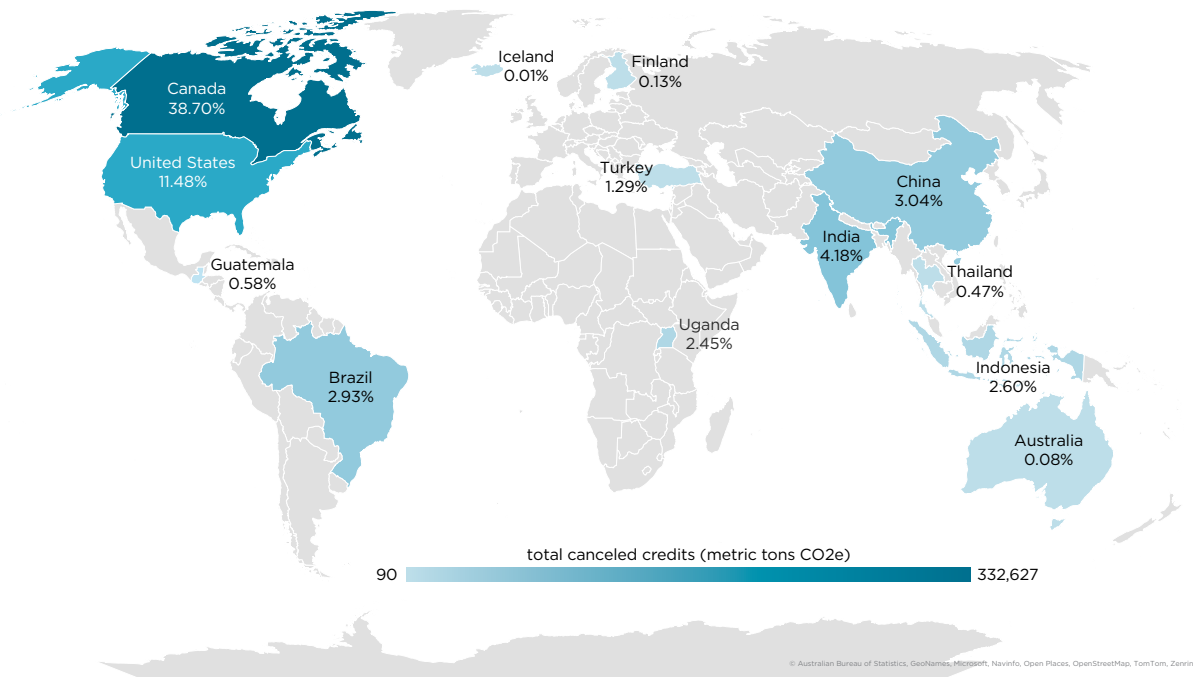 Iceland
0.01%
Finland
0.13%
Canada
38.70%
United States
11.48%
Turkey
1.29%
China
3.04%
India
4.18%
Guatemala
0.58%
Thailand
0.47%
Uganda
2.45%
Indonesia
2.60%
Brazil
2.93%
Australia
0.08%
total canceled credits (metric tons CO2e)
90
332,627
© Australian Bureau of Statistics, GeoNames, Microsoft, Navinfo, Open Places, OpenStreetMap, TomTom, Zenrin